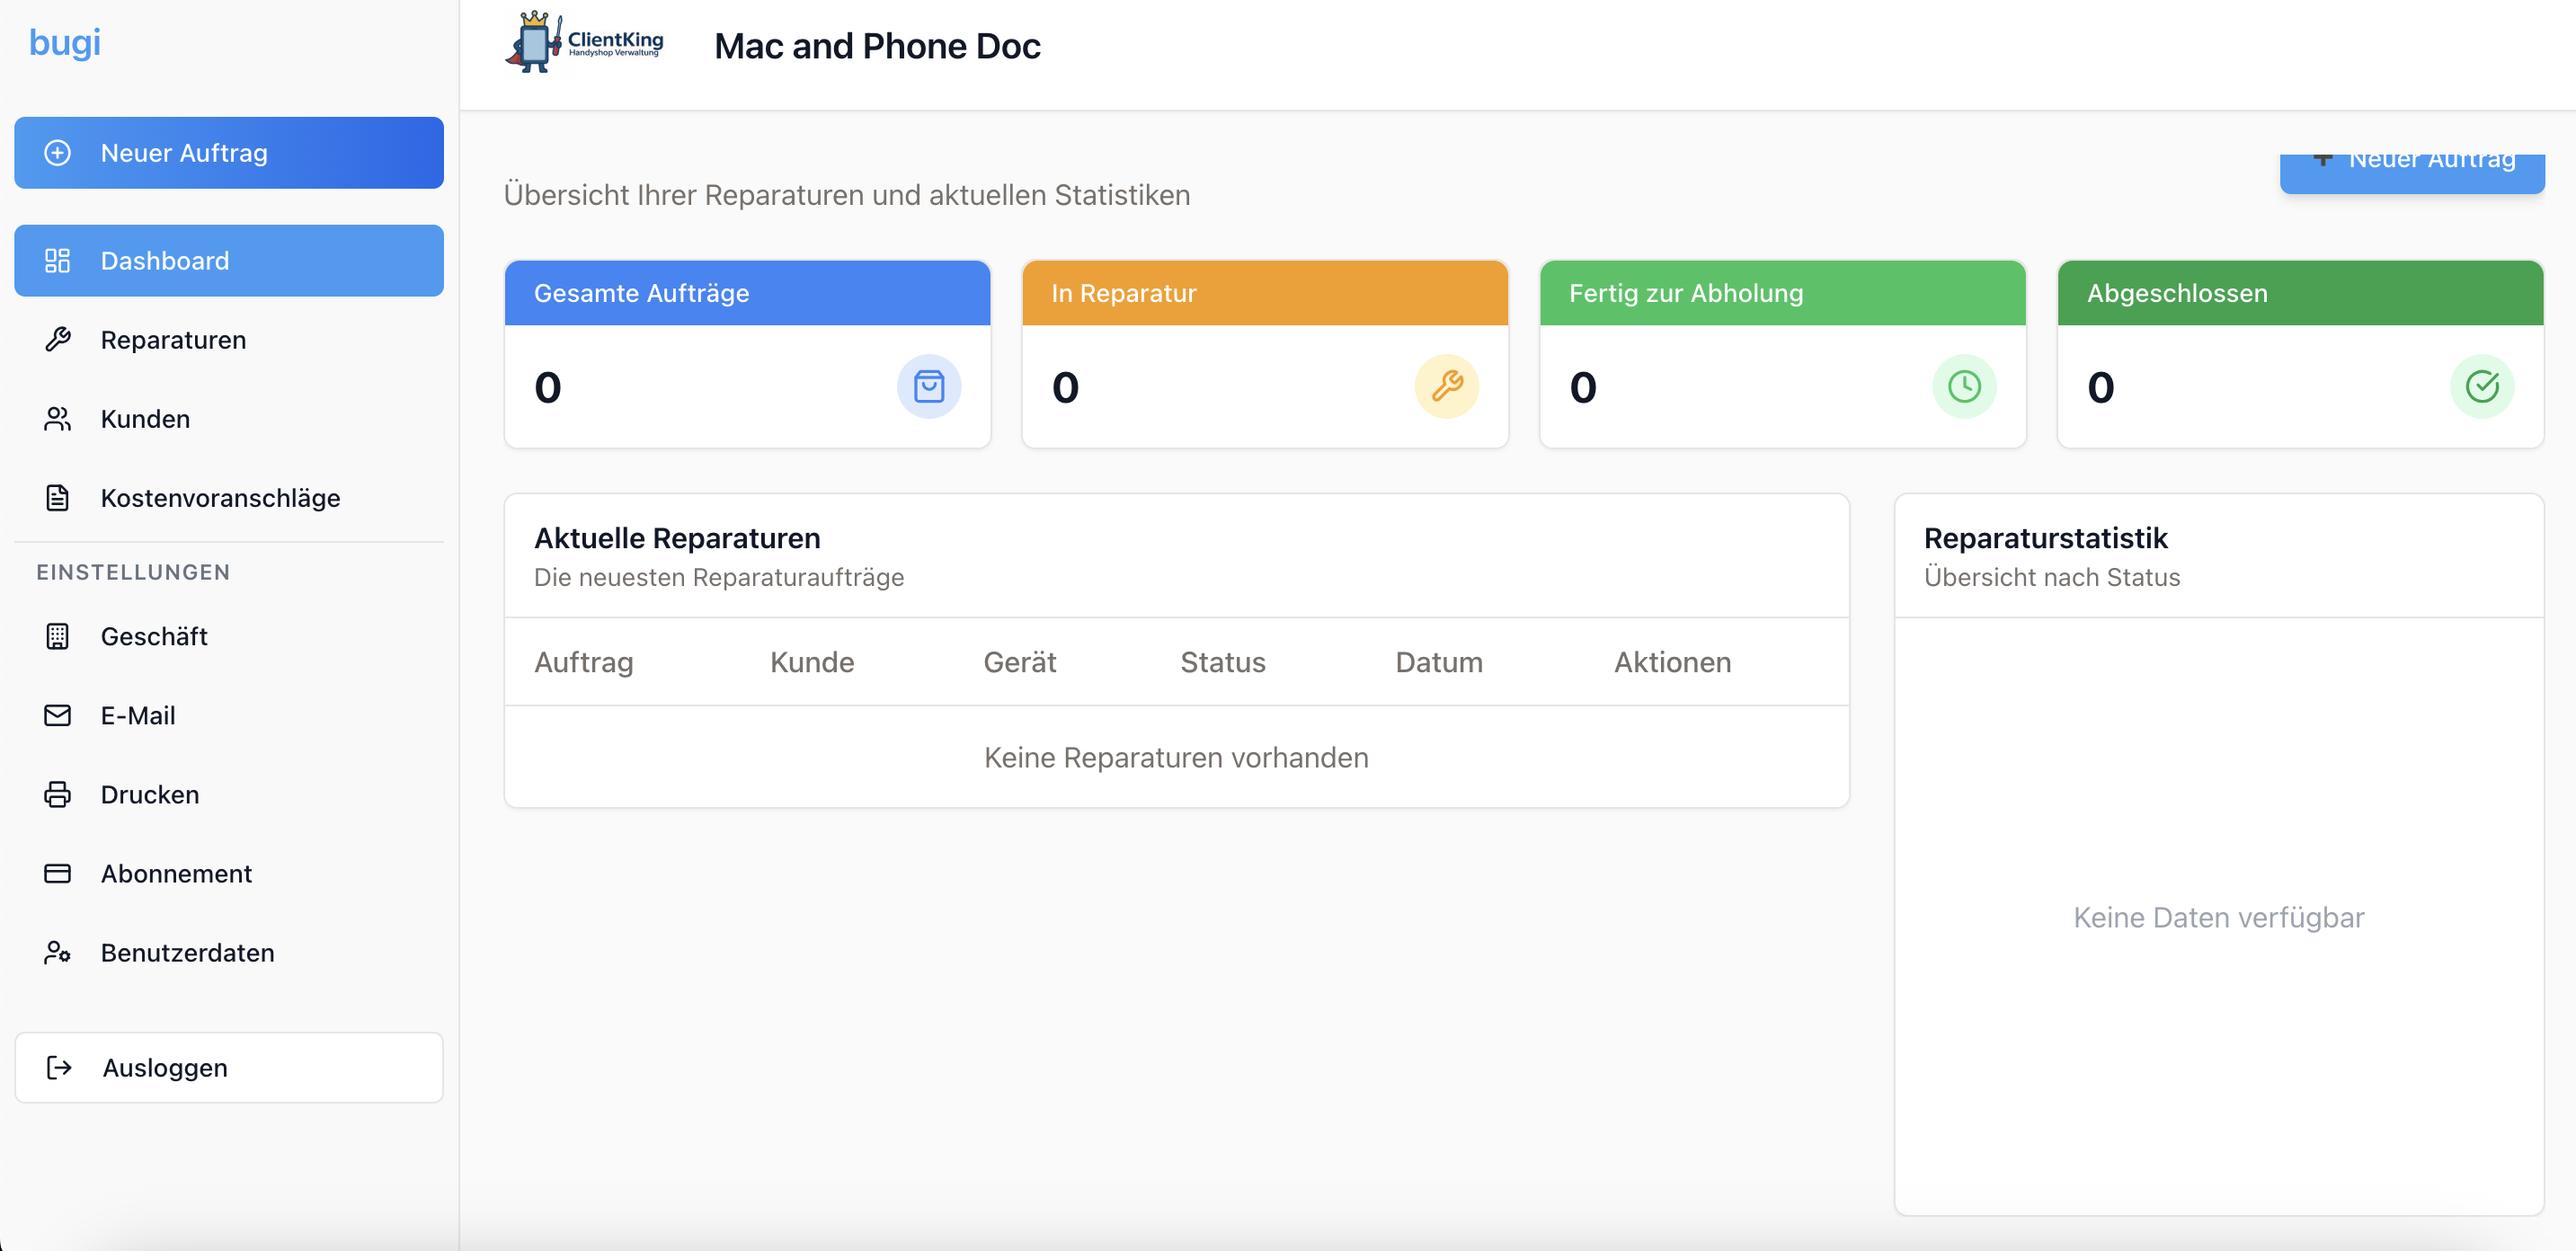 bugi
Neuer Auftrag
Dashboard
Reparaturen
Kunden
Kostenvoranschläge
EINSTELLUNGEN
Geschäft
E-Mail
Drucken
Abonnement
Benutzerdaten
Ausloggen
ClientKing
Handyshop Verwaltung
Mac and Phone Doc
Neuer Auftrag
Übersicht Ihrer Reparaturen und aktuellen Statistiken
Gesamte Aufträge
0
In Reparatur
0
Fertig zur Abholung
0
Abgeschlossen
0
Aktuelle Reparaturen
Die neuesten Reparaturaufträge
Auftrag Kunde Gerät Status Datum Aktionen
Keine Reparaturen vorhanden
Reparaturstatistik
Übersicht nach Status
Keine Daten verfügbar